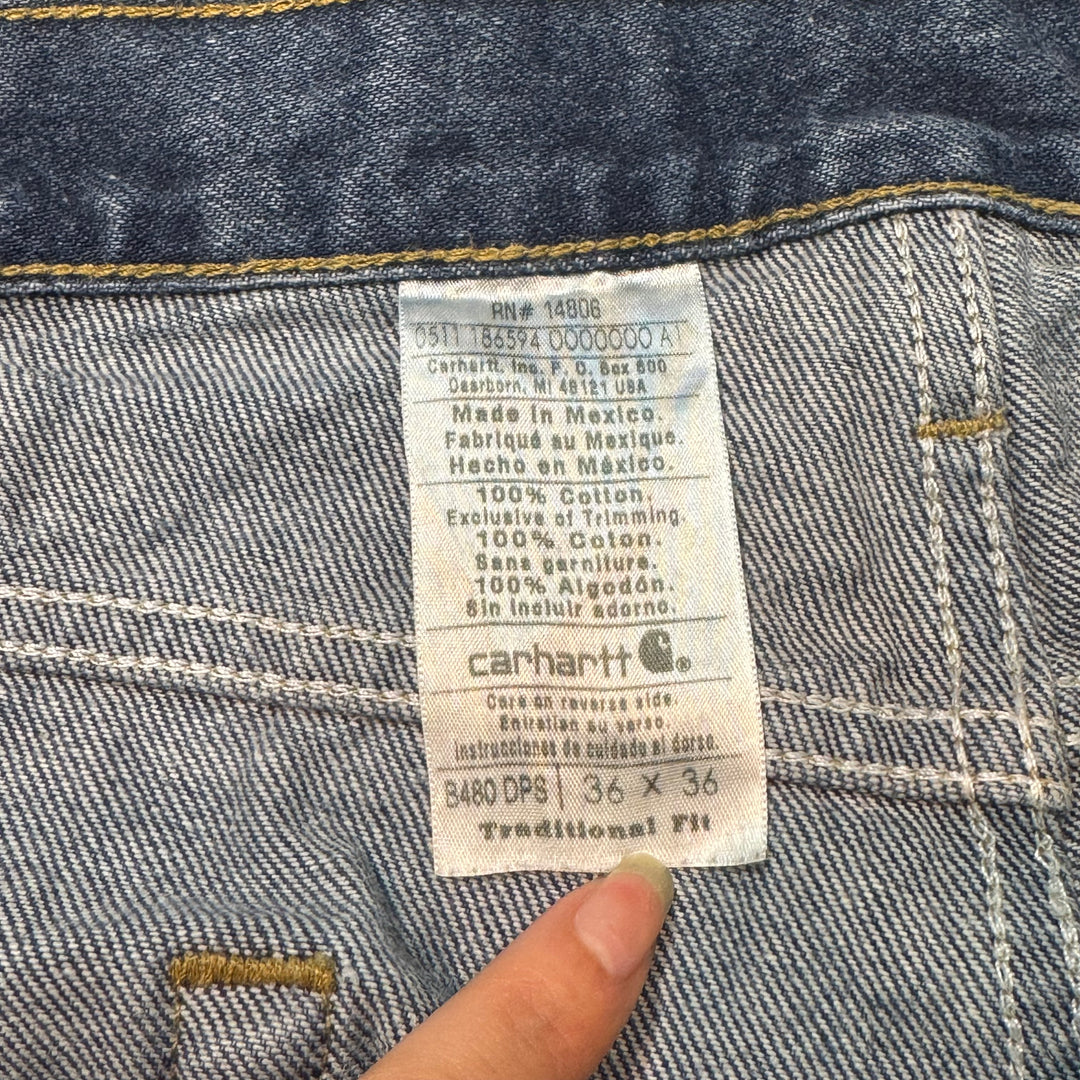 RN# 14806
0511 186594 0000000 A1
Carhartt, Inc. P. O. Box 600
Dearborn, MI 48121 USA
Made in Mexico.
Fabriqué au Mexique.
Hecho en México.
100% Cotton.
Exclusive of Trimming.
100% Coton.
Sans garniture.
100% Algodón.
Sin incluir adorno.
carhartt C®
Care on reverse side.
Entretien au verso
Instrucciones de cuidado al dorso.
B480 DPS | 36 x 36
Traditional Fit